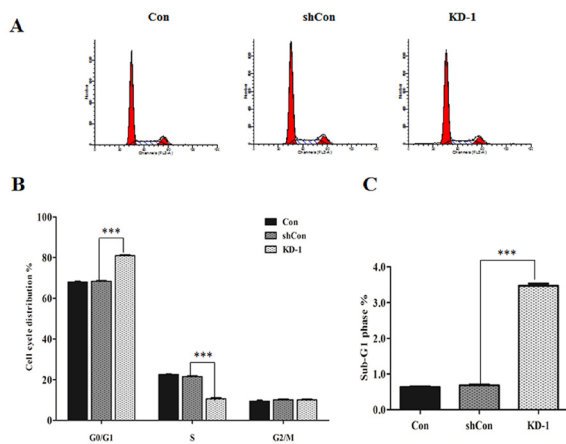 A
Con
shCon
KD-1
B
Cell cycle distribution %
100
80
60
40
20
0
***
***
Con
shCon
KD-1
G0/G1
S
G2/M
C
Sub-G1 phase %
4.0
3.0
2.0
1.0
0.0
***
Con
shCon
KD-1